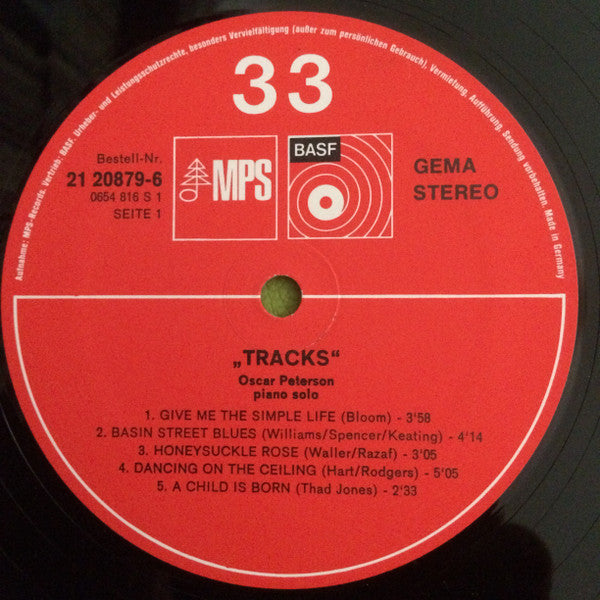 Aufnahme: MPS-Records. Vertrieb: BASF. Urheber- und Leistungsschutzrechte, besonders Vervielfältigung (außer zum persönlichen Gebrauch), Vermietung, Aufführung, Sendung vorbehalten. Made in Germany
33
Bestell-Nr.
21 20879-6
0654 816 S 1
SEITE 1
MPS
BASF
GEMA
STEREO
„TRACKS“
Oscar Peterson
piano solo
1. GIVE ME THE SIMPLE LIFE (Bloom) - 3'58
2. BASIN STREET BLUES (Williams/Spencer/Keating) - 4'14
3. HONEYSUCKLE ROSE (Waller/Razaf) - 3'05
4. DANCING ON THE CEILING (Hart/Rodgers) - 5'05
5. A CHILD IS BORN (Thad Jones) - 2'33